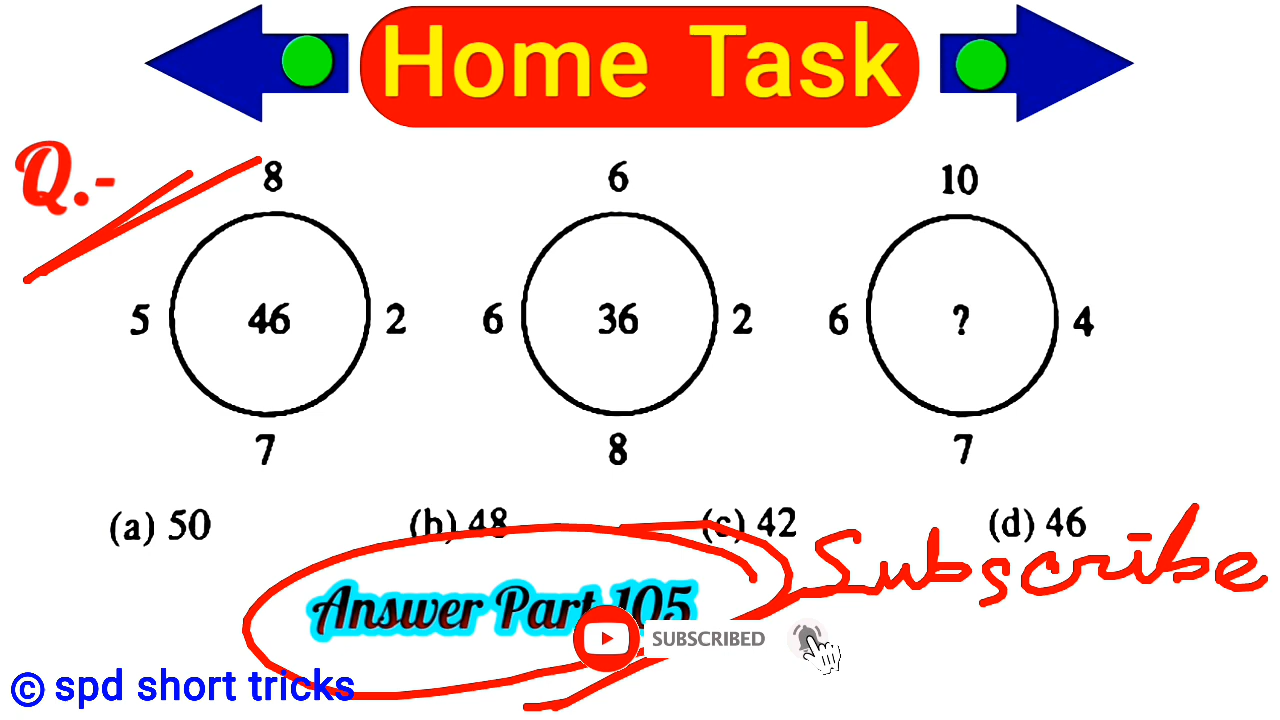 Home Task
Q.-
8 6 10
5 46 2 6 36 2 6 ? 4
7 8 7
(a) 50 (b) 48 (c) 42 (d) 46
Subscribe
Answer Part 105
SUBSCRIBED
© spd short tricks